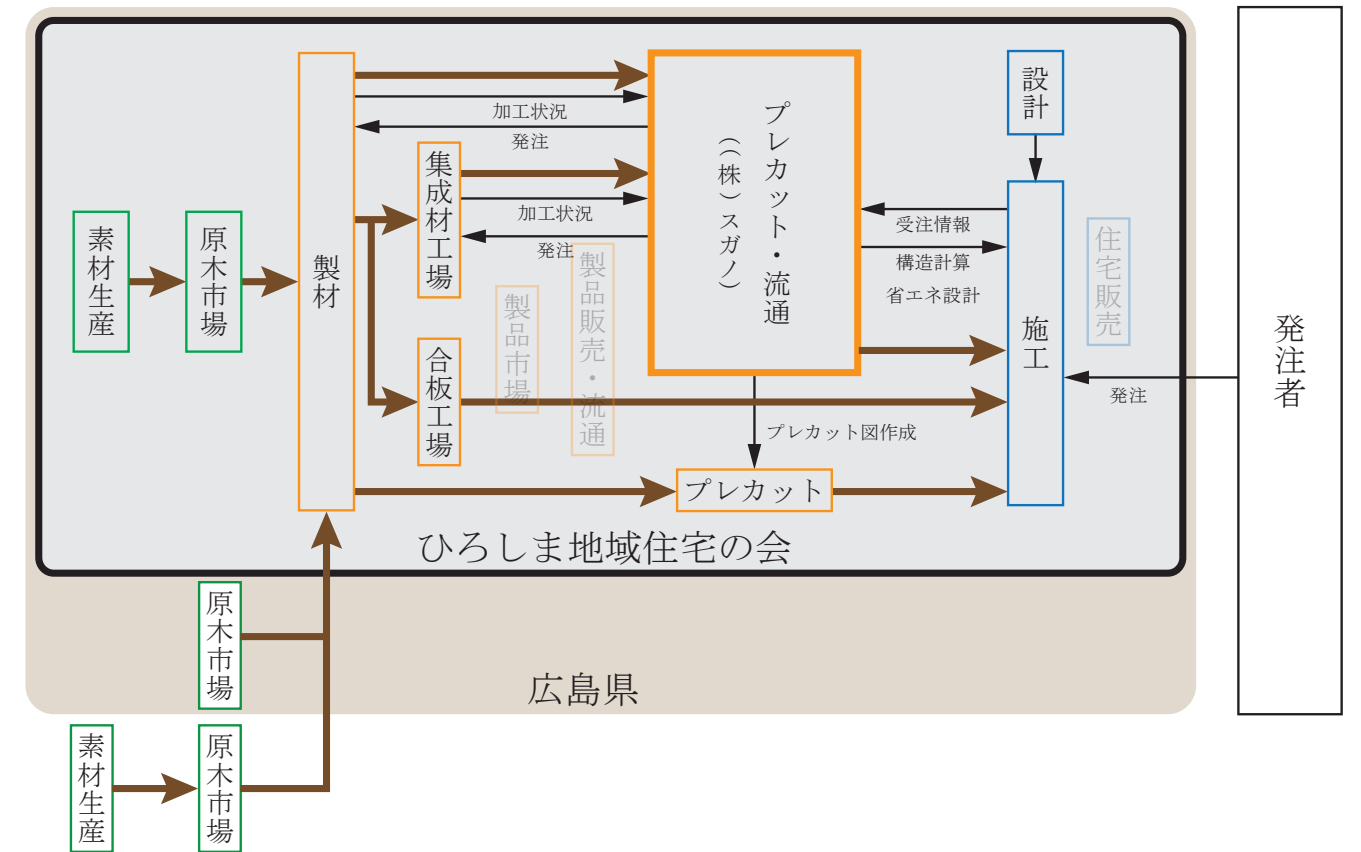 素材生産
原木市場
製材
加工状況
発注
集成材工場
加工状況
発注
合板工場
製品市場
製品販売・流通
プレカット・流通
((株)スガノ)
プレカット図作成
プレカット
設計
受注情報
構造計算
省エネ設計
施工
住宅販売
発注
発注者
ひろしま地域住宅の会
原木市場
広島県
素材生産
原木市場